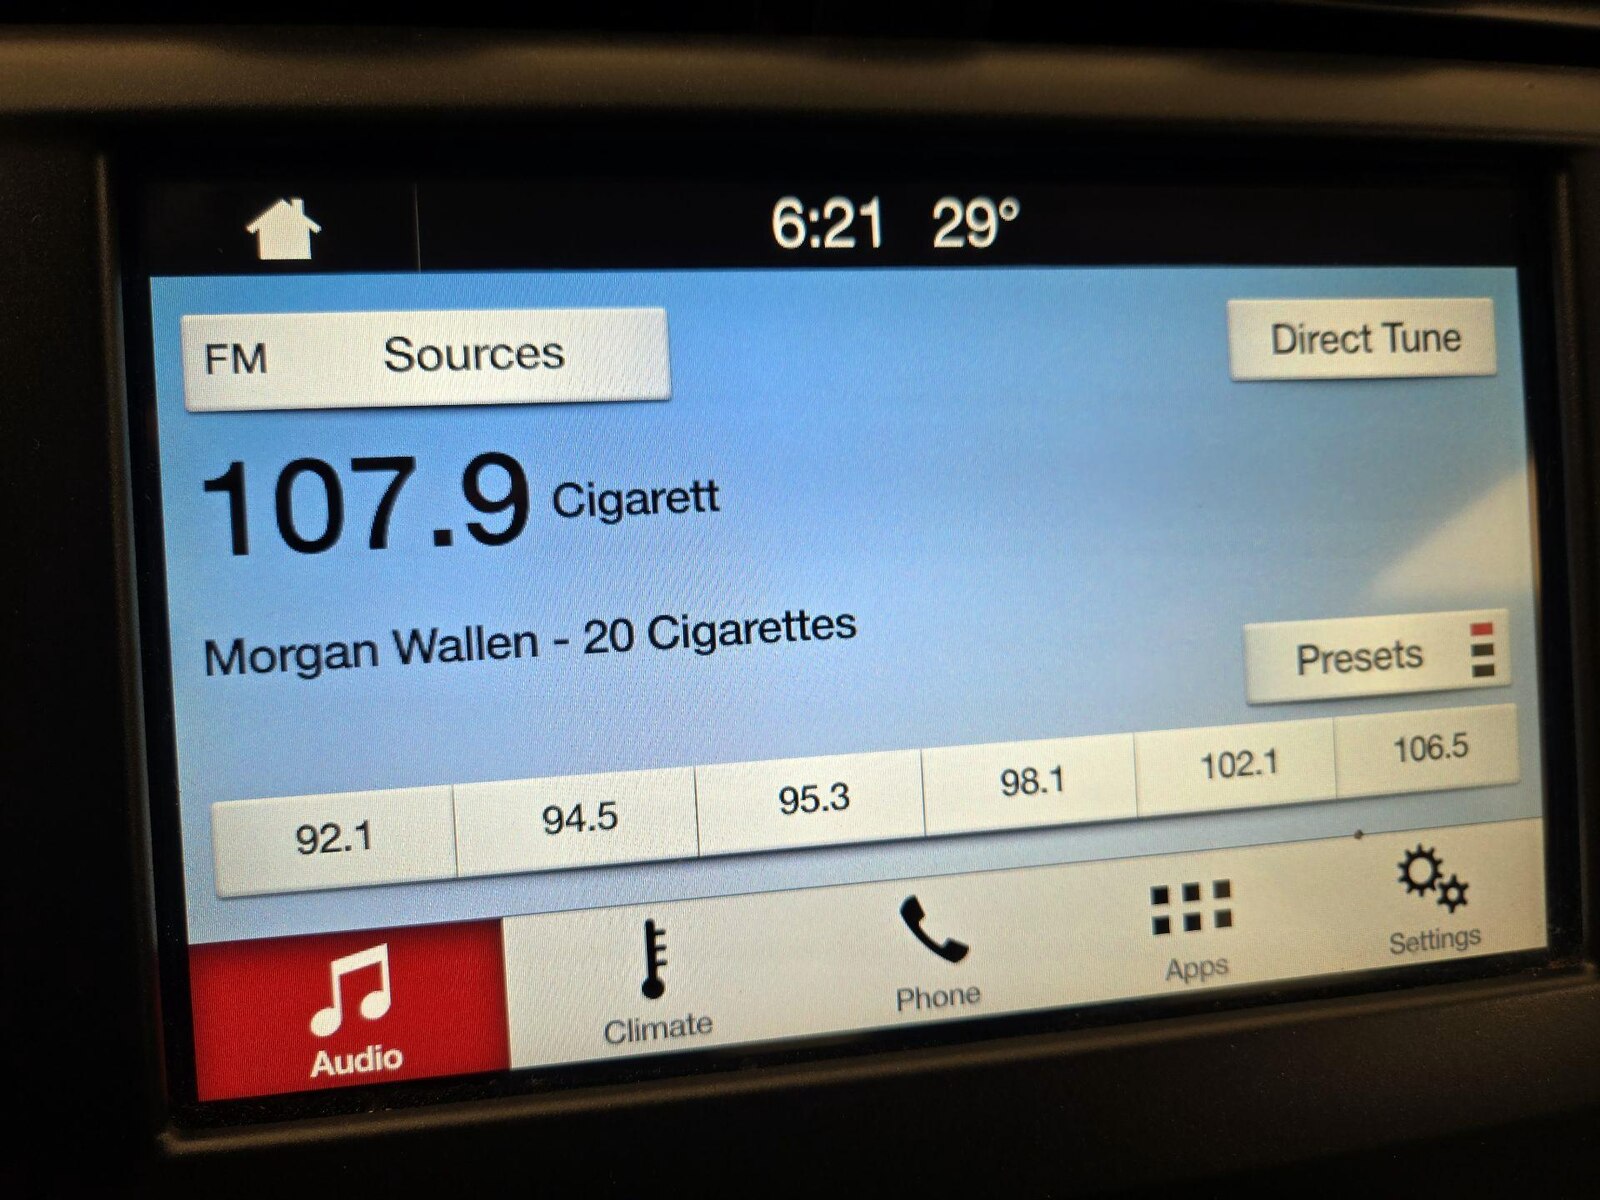 6:21 29°
FM Sources
Direct Tune
107.9 Cigarett
Morgan Wallen - 20 Cigarettes
Presets
92.1 94.5 95.3 98.1 102.1 106.5
Audio Climate Phone Apps Settings